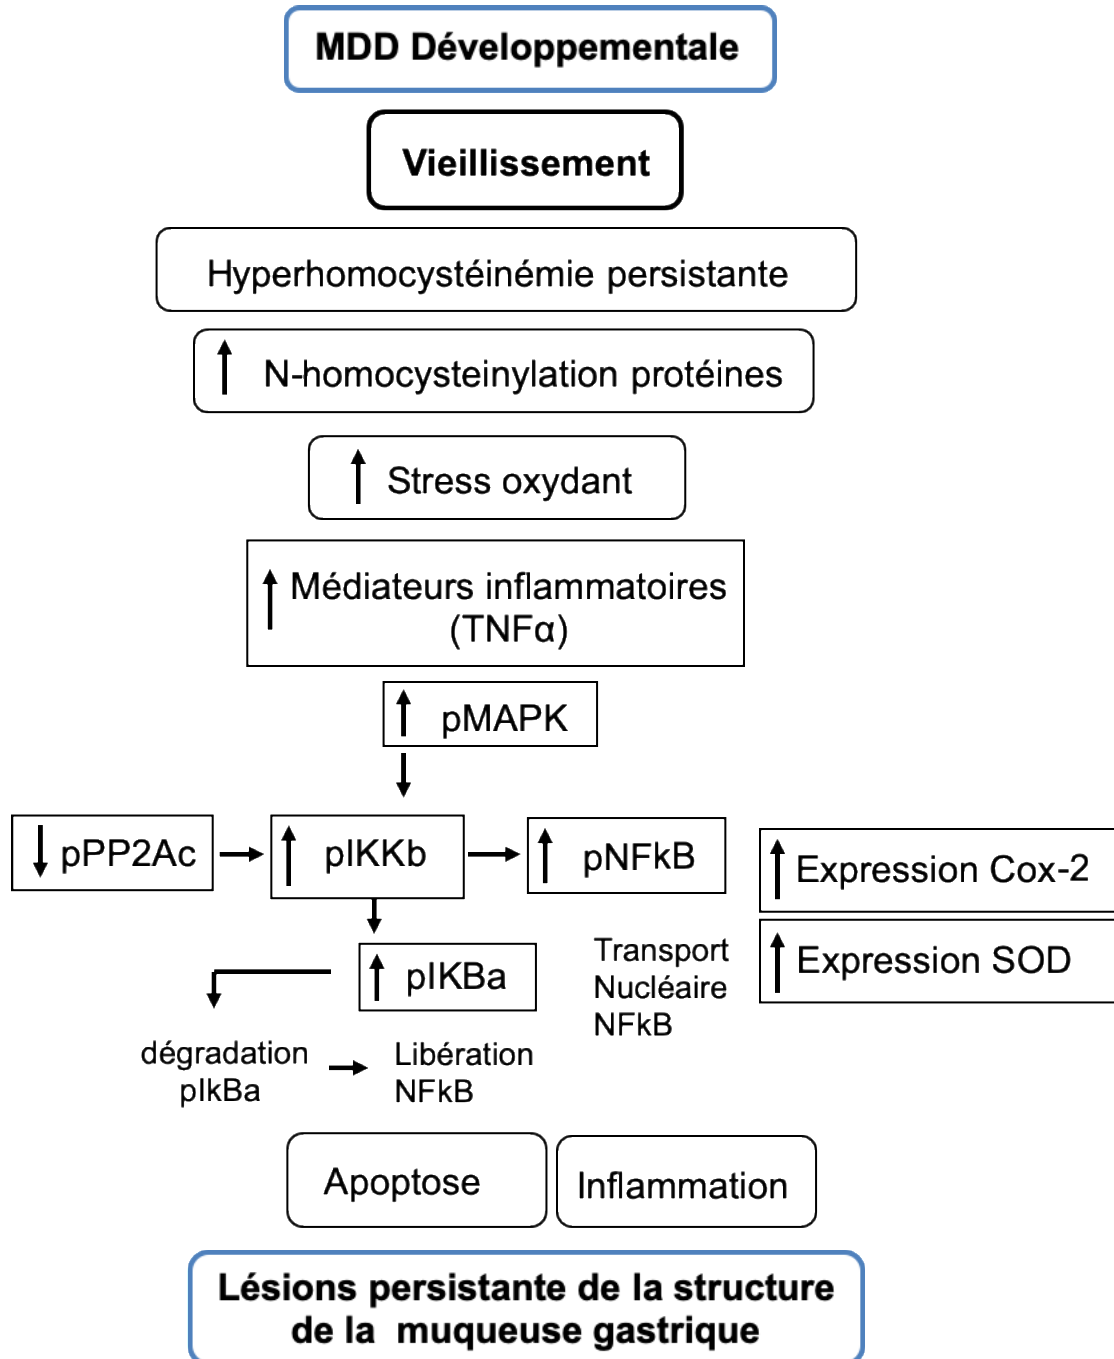 MDD Développementale
Vieillissement
Hyperhomocystéinémie persistante
N-homocysteinylation protéines
Stress oxydant
Médiateurs inflammatoires
(TNFα)
pMAPK
pPP2Ac
pIKKb
pNFkB
Expression Cox-2
Expression SOD
pIKBa
Transport
Nucléaire
NFkB
dégradation
pIkBa
Libération
NFkB
Apoptose
Inflammation
Lésions persistante de la structure
de la muqueuse gastrique